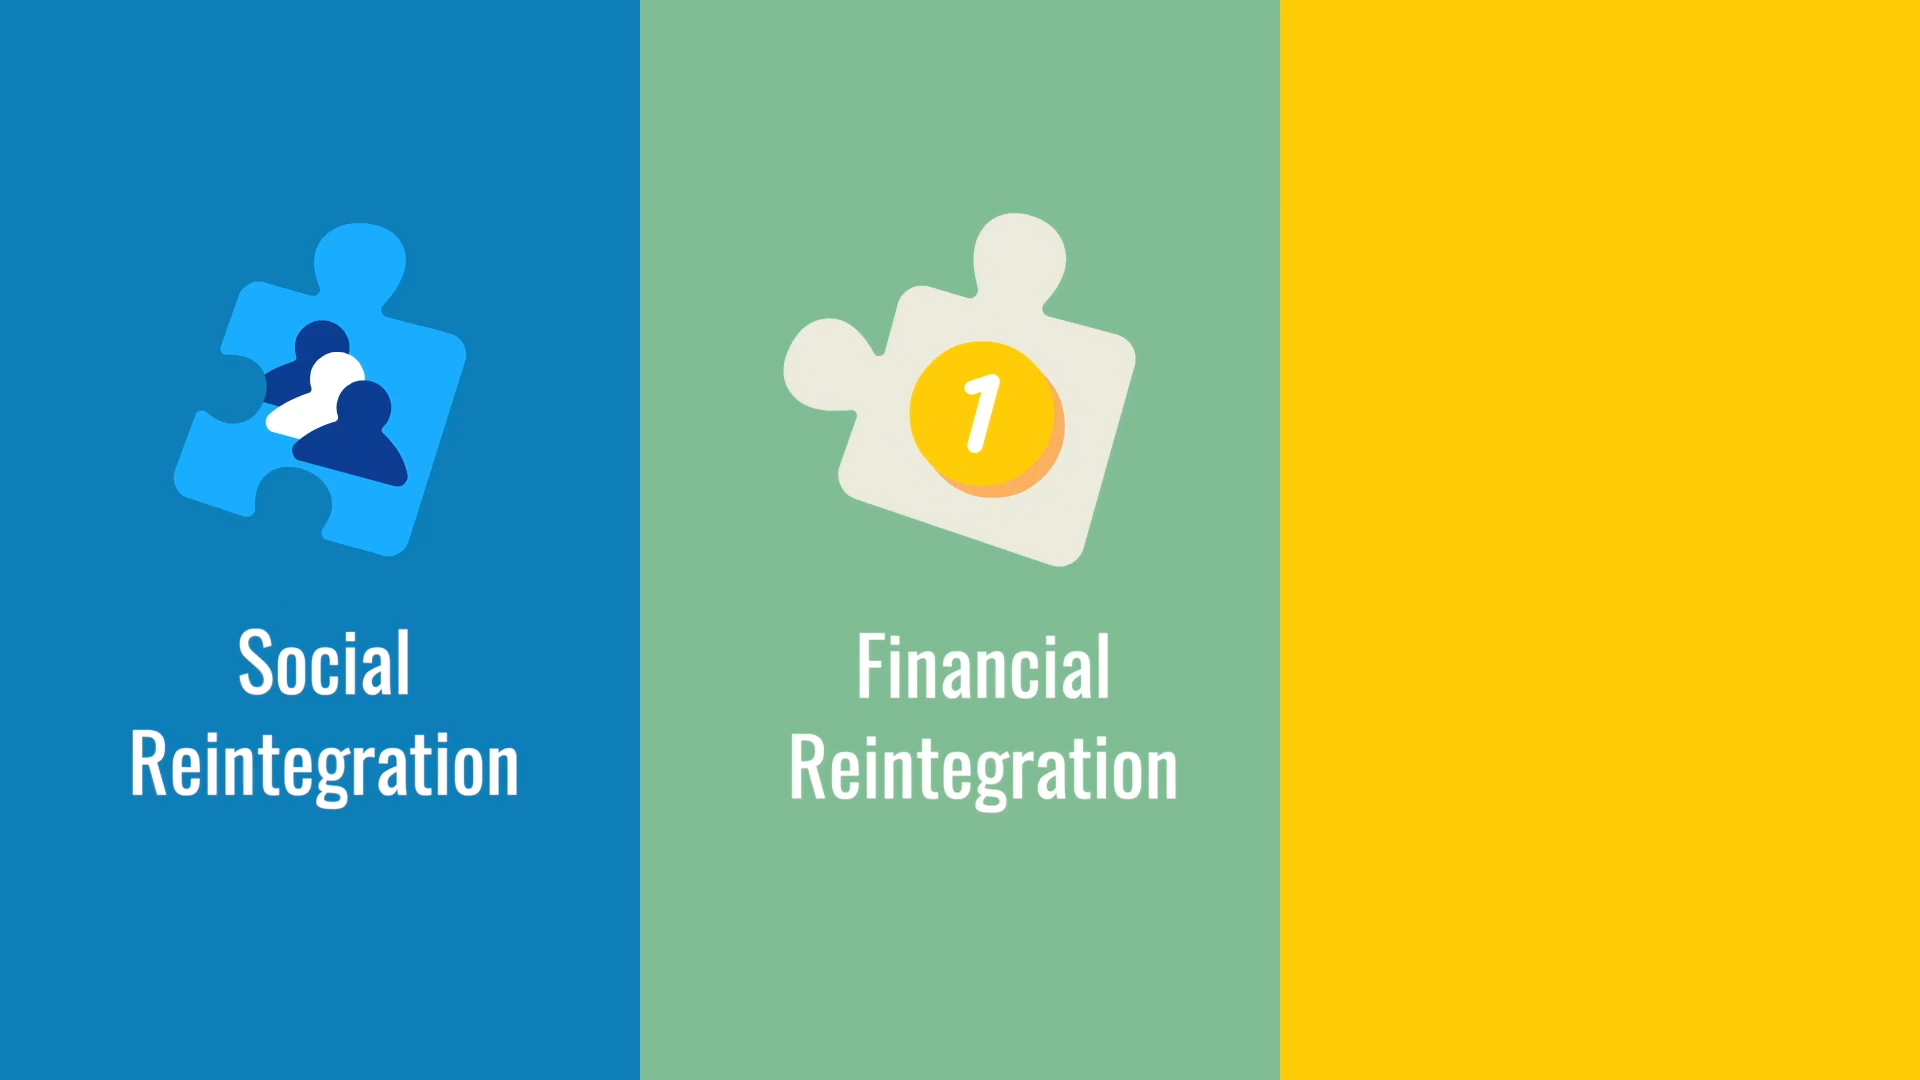 1
Social
Reintegration
Financial
Reintegration